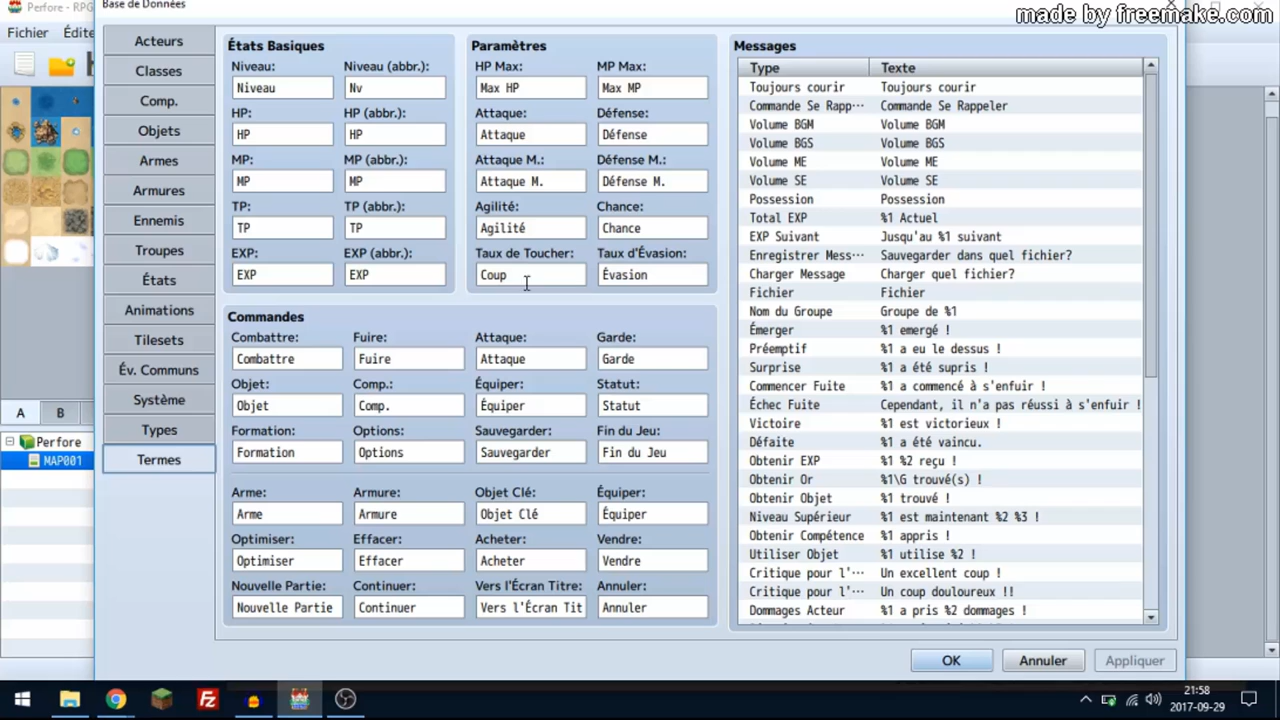 Perfore - RPG
Base de Données
made by freemake.com
Fichier
Édite
Acteurs
Classes
Comp.
Objets
Armes
Armures
Ennemis
Troupes
États
Animations
Tilesets
Év. Communs
Système
Types
Termes
A
B
Perfore
MAP001
États Basiques
Niveau: Niveau (abbr.):
Niveau Nv
HP: HP (abbr.):
HP HP
MP: MP (abbr.):
MP MP
TP: TP (abbr.):
TP TP
EXP: EXP (abbr.):
EXP EXP
Paramètres
HP Max: MP Max:
Max HP Max MP
Attaque: Défense:
Attaque Défense
Attaque M.: Défense M.:
Attaque M. Défense M.
Agilité: Chance:
Agilité Chance
Taux de Toucher: Taux d'Évasion:
Coup Évasion
Commandes
Combattre: Fuire: Attaque: Garde:
Combattre Fuire Attaque Garde
Objet: Comp.: Équiper: Statut:
Objet Comp. Équiper Statut
Formation: Options: Sauvegarder: Fin du Jeu:
Formation Options Sauvegarder Fin du Jeu
Arme: Armure: Objet Clé: Équiper:
Arme Armure Objet Clé Équiper
Optimiser: Effacer: Acheter: Vendre:
Optimiser Effacer Acheter Vendre
Nouvelle Partie: Continuer: Vers l'Écran Titre: Annuler:
Nouvelle Partie Continuer Vers l'Écran Tit Annuler
Messages
Type Texte
Toujours courir Toujours courir
Commande Se Rapp··· Commande Se Rappeler
Volume BGM Volume BGM
Volume BGS Volume BGS
Volume ME Volume ME
Volume SE Volume SE
Possession Possession
Total EXP %1 Actuel
EXP Suivant Jusqu'au %1 suivant
Enregistrer Mess··· Sauvegarder dans quel fichier?
Charger Message Charger quel fichier?
Fichier Fichier
Nom du Groupe Groupe de %1
Émerger %1 emergé !
Préemptif %1 a eu le dessus !
Surprise %1 a été supris !
Commencer Fuite %1 a commencé à s'enfuir !
Échec Fuite Cependant, il n'a pas réussi à s'enfuir !
Victoire %1 est victorieux !
Défaite %1 a été vaincu.
Obtenir EXP %1 %2 reçu !
Obtenir Or %1\G trouvé(s) !
Obtenir Objet %1 trouvé !
Niveau Supérieur %1 est maintenant %2 %3 !
Obtenir Compétence %1 appris !
Utiliser Objet %1 utilise %2 !
Critique pour l'··· Un excellent coup !
Critique pour l'··· Un coup douloureux !!
Dommages Acteur %1 a pris %2 dommages !
OK Annuler Appliquer
21:58
2017-09-29